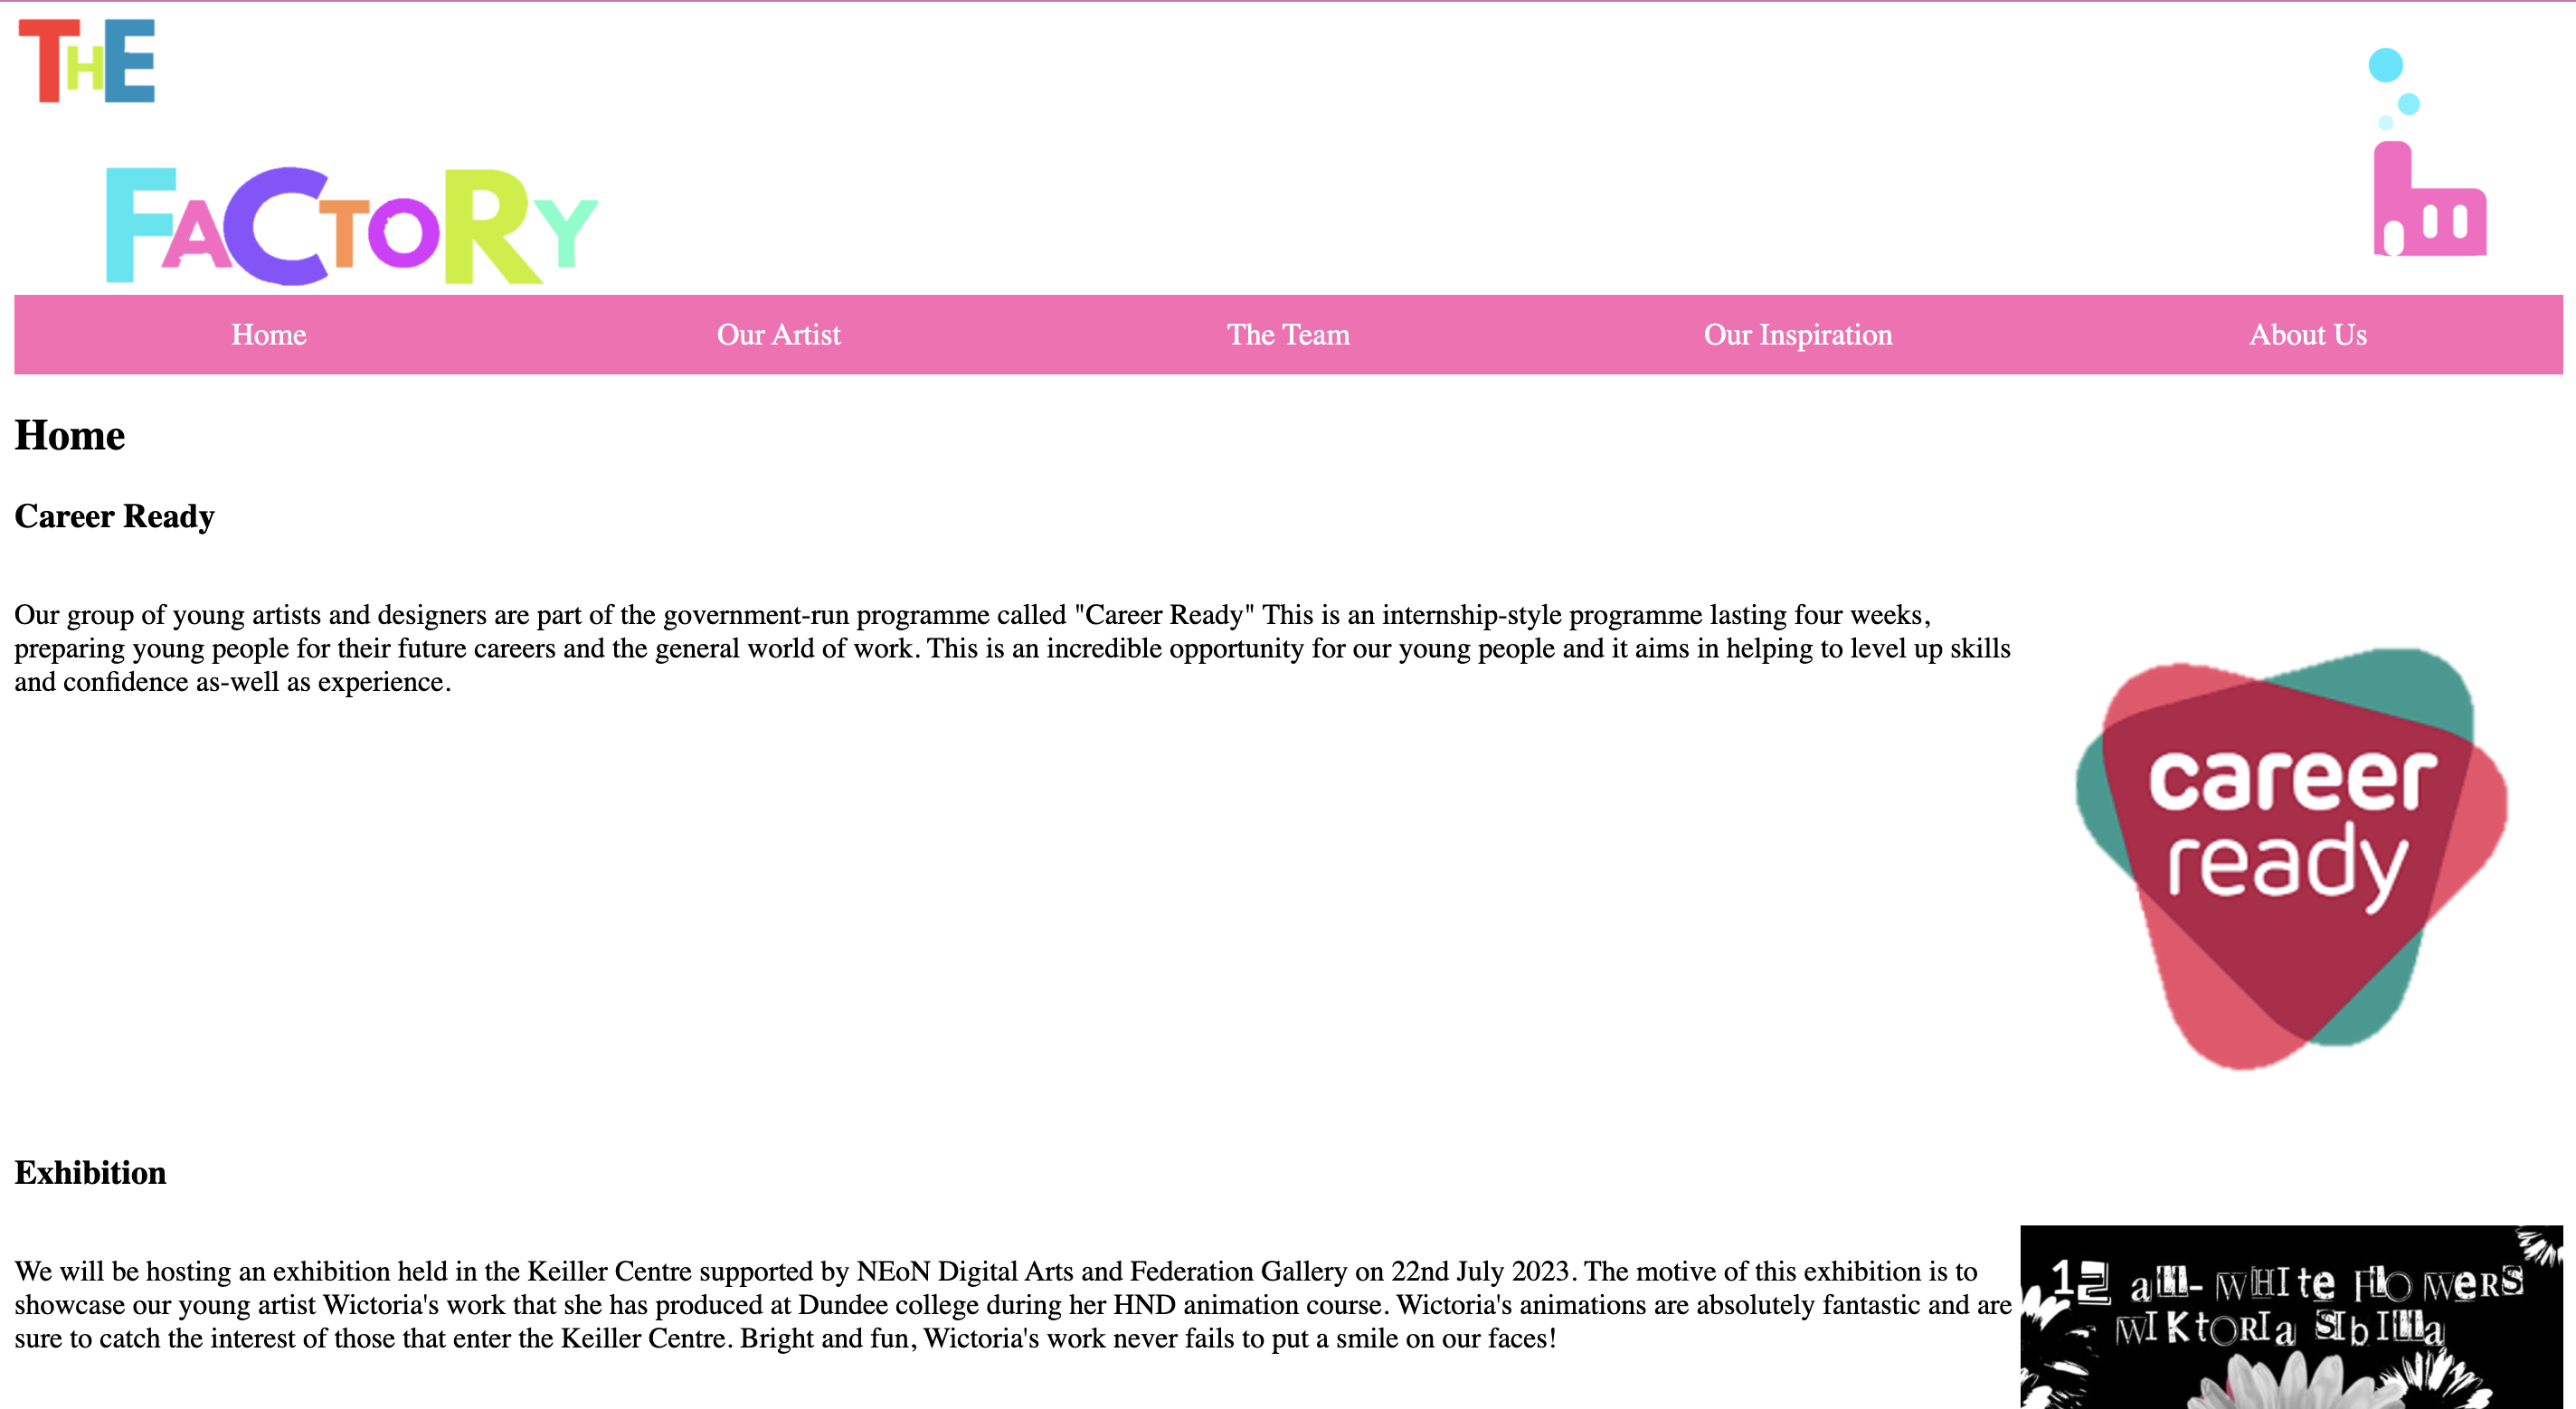 THE
FACTORY
Home Our Artist The Team Our Inspiration About Us
Home
Career Ready
Our group of young artists and designers are part of the government-run programme called "Career Ready" This is an internship-style programme lasting four weeks,
preparing young people for their future careers and the general world of work. This is an incredible opportunity for our young people and it aims in helping to level up skills
and confidence as-well as experience.
career
ready
Exhibition
We will be hosting an exhibition held in the Keiller Centre supported by NEoN Digital Arts and Federation Gallery on 22nd July 2023. The motive of this exhibition is to
showcase our young artist Wictoria's work that she has produced at Dundee college during her HND animation course. Wictoria's animations are absolutely fantastic and are
sure to catch the interest of those that enter the Keiller Centre. Bright and fun, Wictoria's work never fails to put a smile on our faces!
12 all-WHIte FlOWERS
WIKtORIa SIbIlla